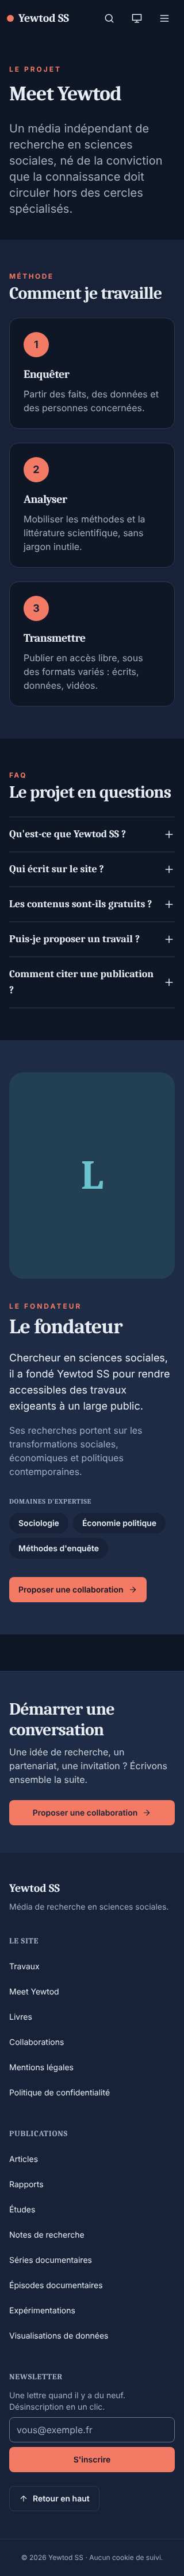 Yewtod SS
LE PROJET
Meet Yewtod
Un média indépendant de
recherche en sciences
sociales, né de la conviction
que la connaissance doit
circuler hors des cercles
spécialisés.
MÉTHODE
Comment je travaille
1
Enquêter
Partir des faits, des données et
des personnes concernées.
2
Analyser
Mobiliser les méthodes et la
littérature scientifique, sans
jargon inutile.
3
Transmettre
Publier en accès libre, sous
des formats variés : écrits,
données, vidéos.
FAQ
Le projet en questions
Qu'est-ce que Yewtod SS ?
Qui écrit sur le site ?
Les contenus sont-ils gratuits ?
Puis-je proposer un travail ?
Comment citer une publication
?
L
LE FONDATEUR
Le fondateur
Chercheur en sciences sociales,
il a fondé Yewtod SS pour rendre
accessibles des travaux
exigeants à un large public.
Ses recherches portent sur les
transformations sociales,
économiques et politiques
contemporaines.
DOMAINES D'EXPERTISE
Sociologie
Économie politique
Méthodes d'enquête
Proposer une collaboration
Démarrer une
conversation
Une idée de recherche, un
partenariat, une invitation ? Écrivons
ensemble la suite.
Proposer une collaboration
Yewtod SS
Média de recherche en sciences sociales.
LE SITE
Travaux
Meet Yewtod
Livres
Collaborations
Mentions légales
Politique de confidentialité
PUBLICATIONS
Articles
Rapports
Études
Notes de recherche
Séries documentaires
Épisodes documentaires
Expérimentations
Visualisations de données
NEWSLETTER
Une lettre quand il y a du neuf.
Désinscription en un clic.
vous@exemple.fr
S'inscrire
Retour en haut
© 2026 Yewtod SS · Aucun cookie de suivi.